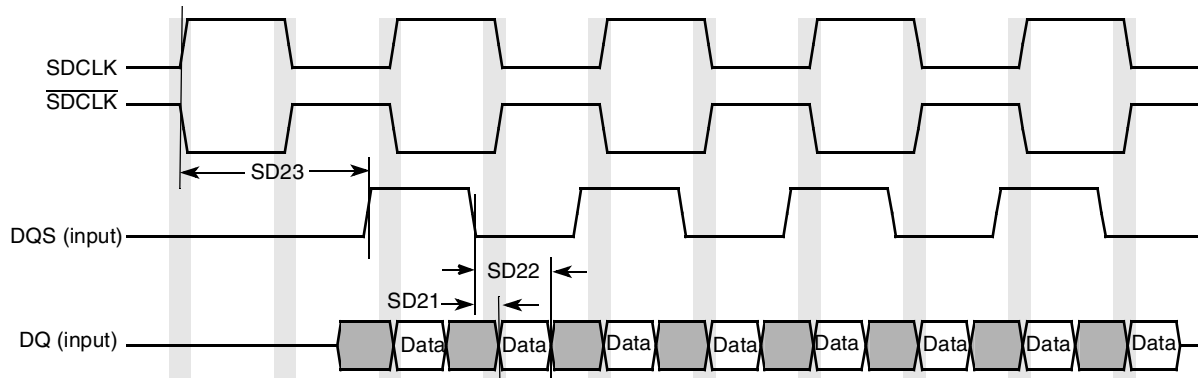 SDCLK
SDCLK
SD23
DQS (input)
SD22
SD21
DQ (input)
Data Data Data Data Data Data Data Data